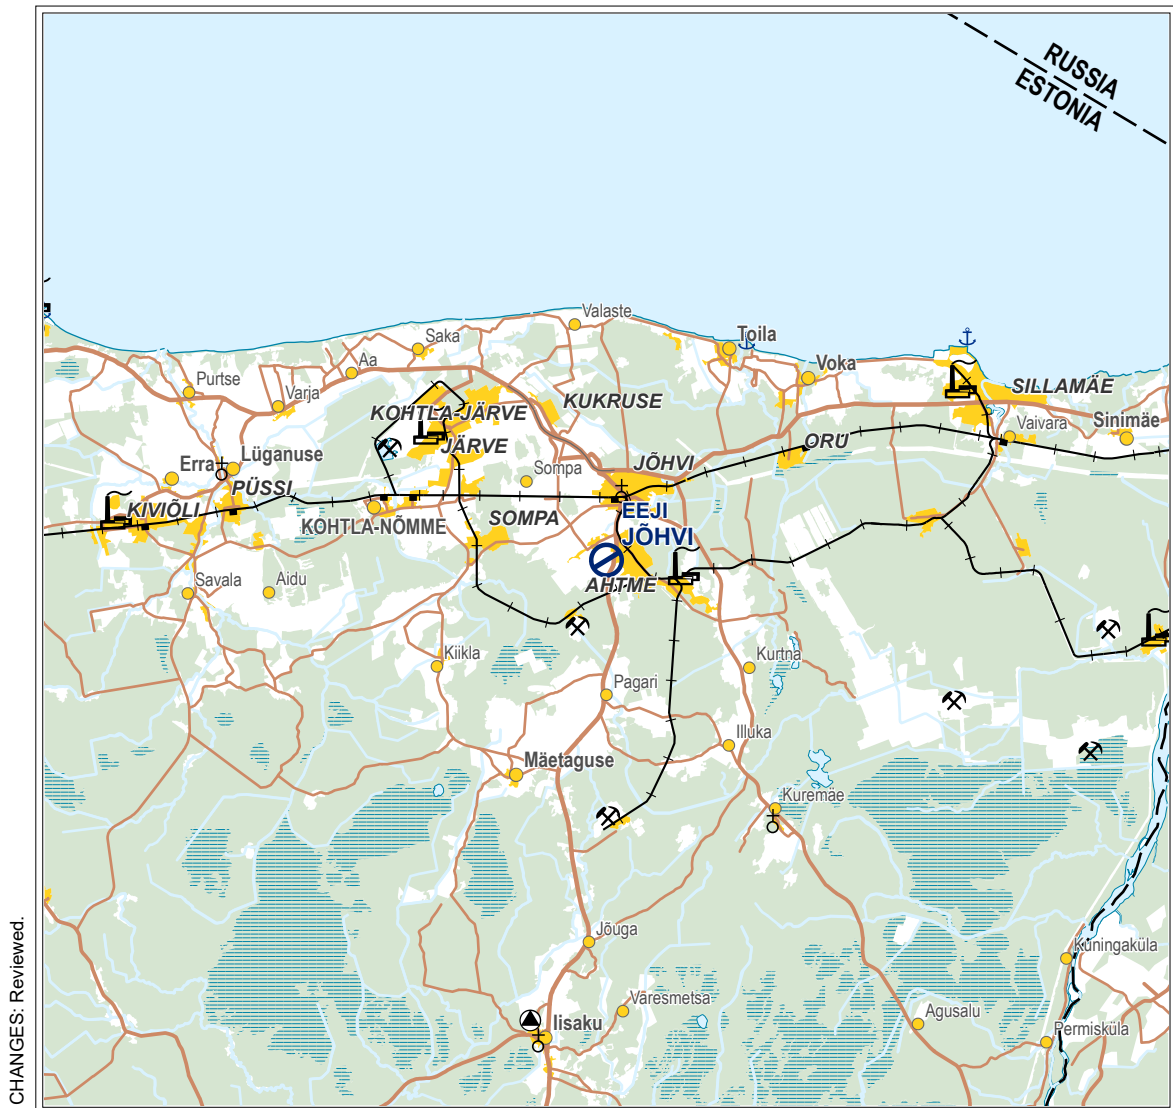 RUSSIA
ESTONIA
Valaste
Toila
Saka
Aa
Voka
Purtse
Varja
KUKRUSE
SILLAMÄE
KOHTLA-JÄRVE
JÄRVE
ORU
Vaivara
Sinimäe
Lüganuse
Erra
Sompa
JÕHVI
PÜSSI
KIVIÕLI
KOHTLA-NÕMME
SOMPA
EEJI
JÕHVI
AHTME
Savala
Aidu
Kiikla
Kurtna
Pagari
Illuka
Mäetaguse
Kuremäe
Jõuga
Kuningaküla
Väresmetsa
Agusalu
Iisaku
Permisküla
CHANGES: Reviewed.